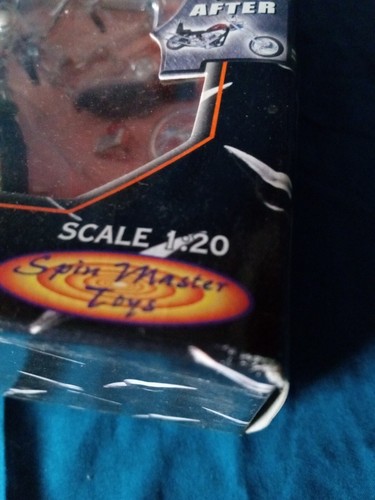 AFTER
SCALE 1:20
Spin Master
Toys